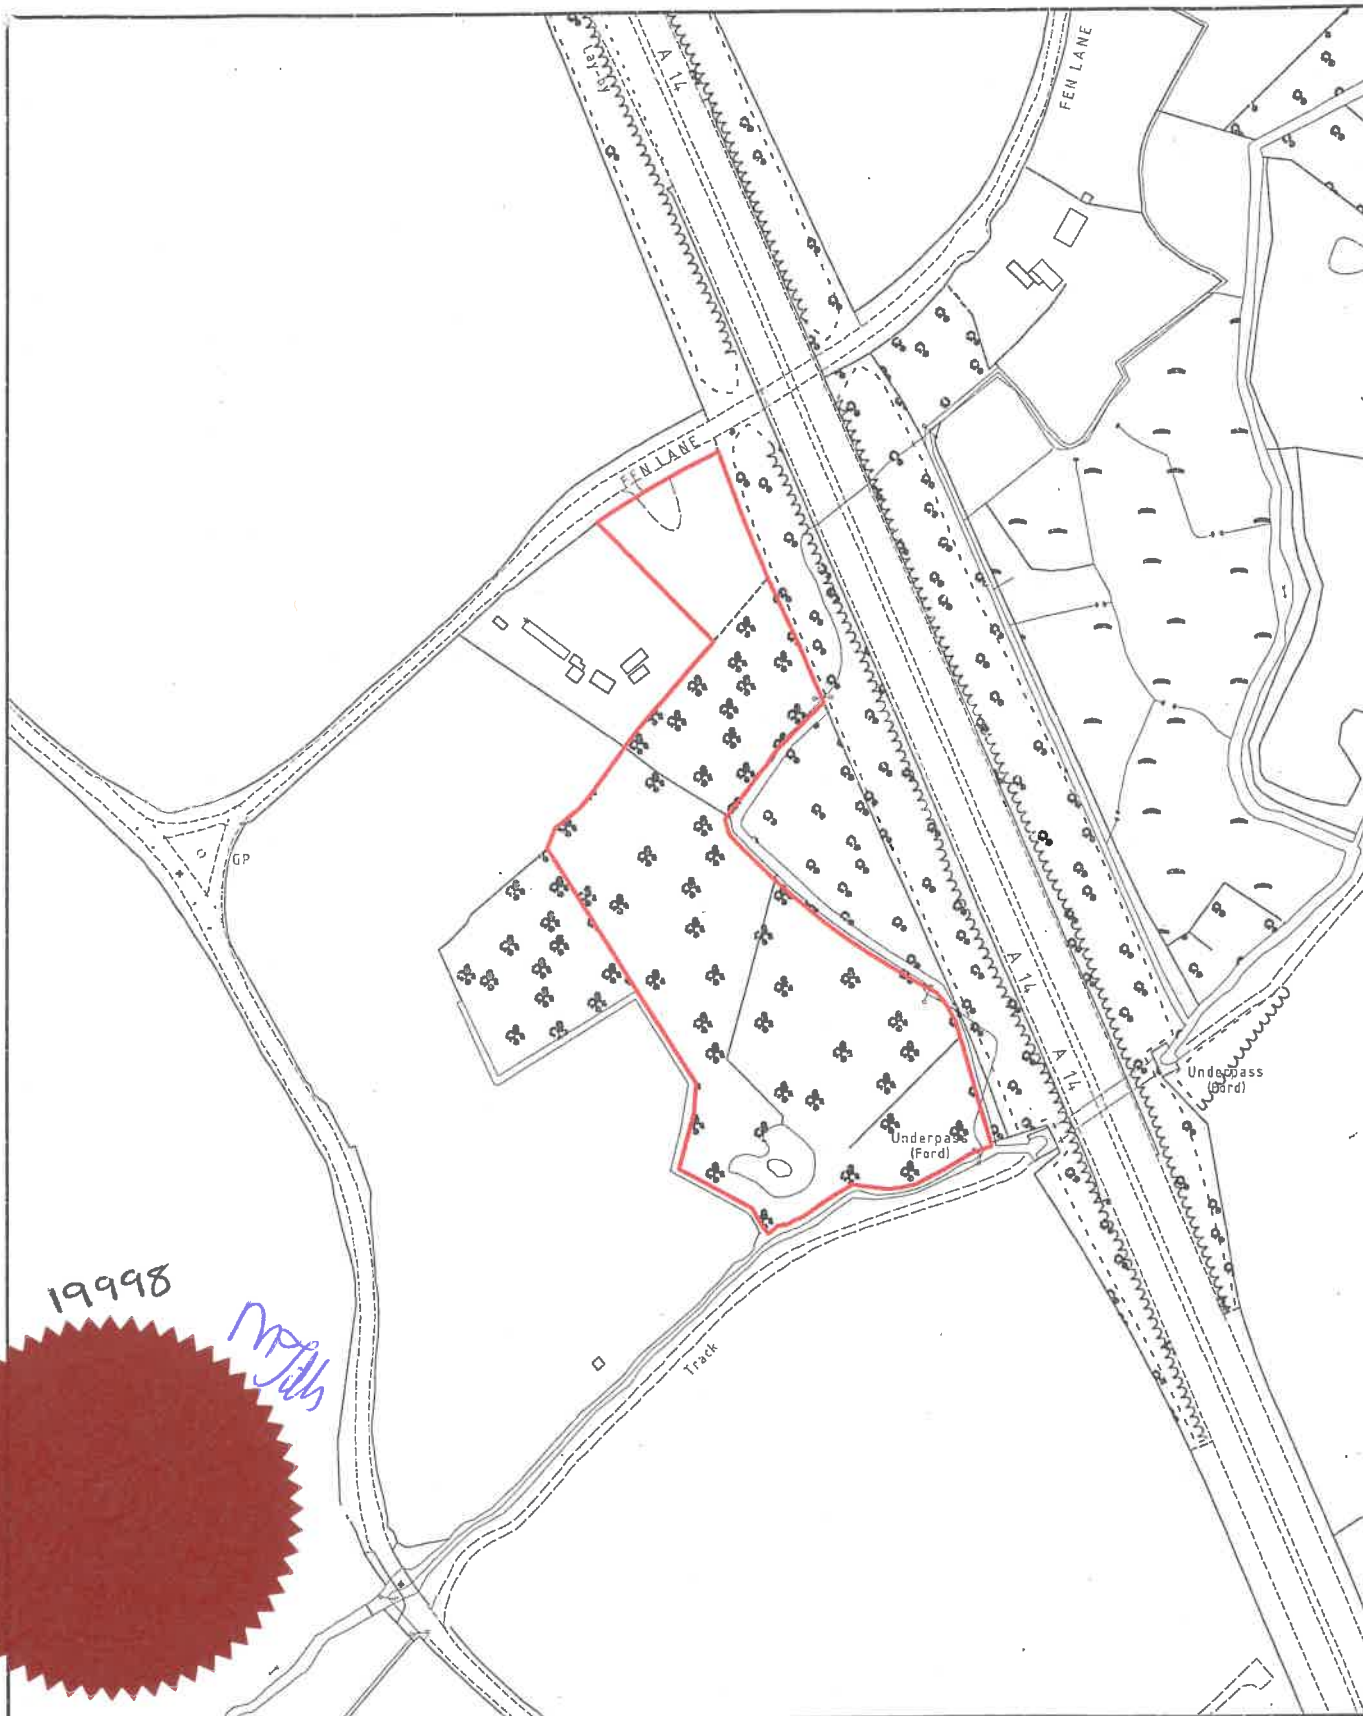 Lay-by
A 14
FEN LANE
FEN LANE
GP
A 14
A 14
Underpass
(Ford)
Underpass
(Ford)
19998
Track